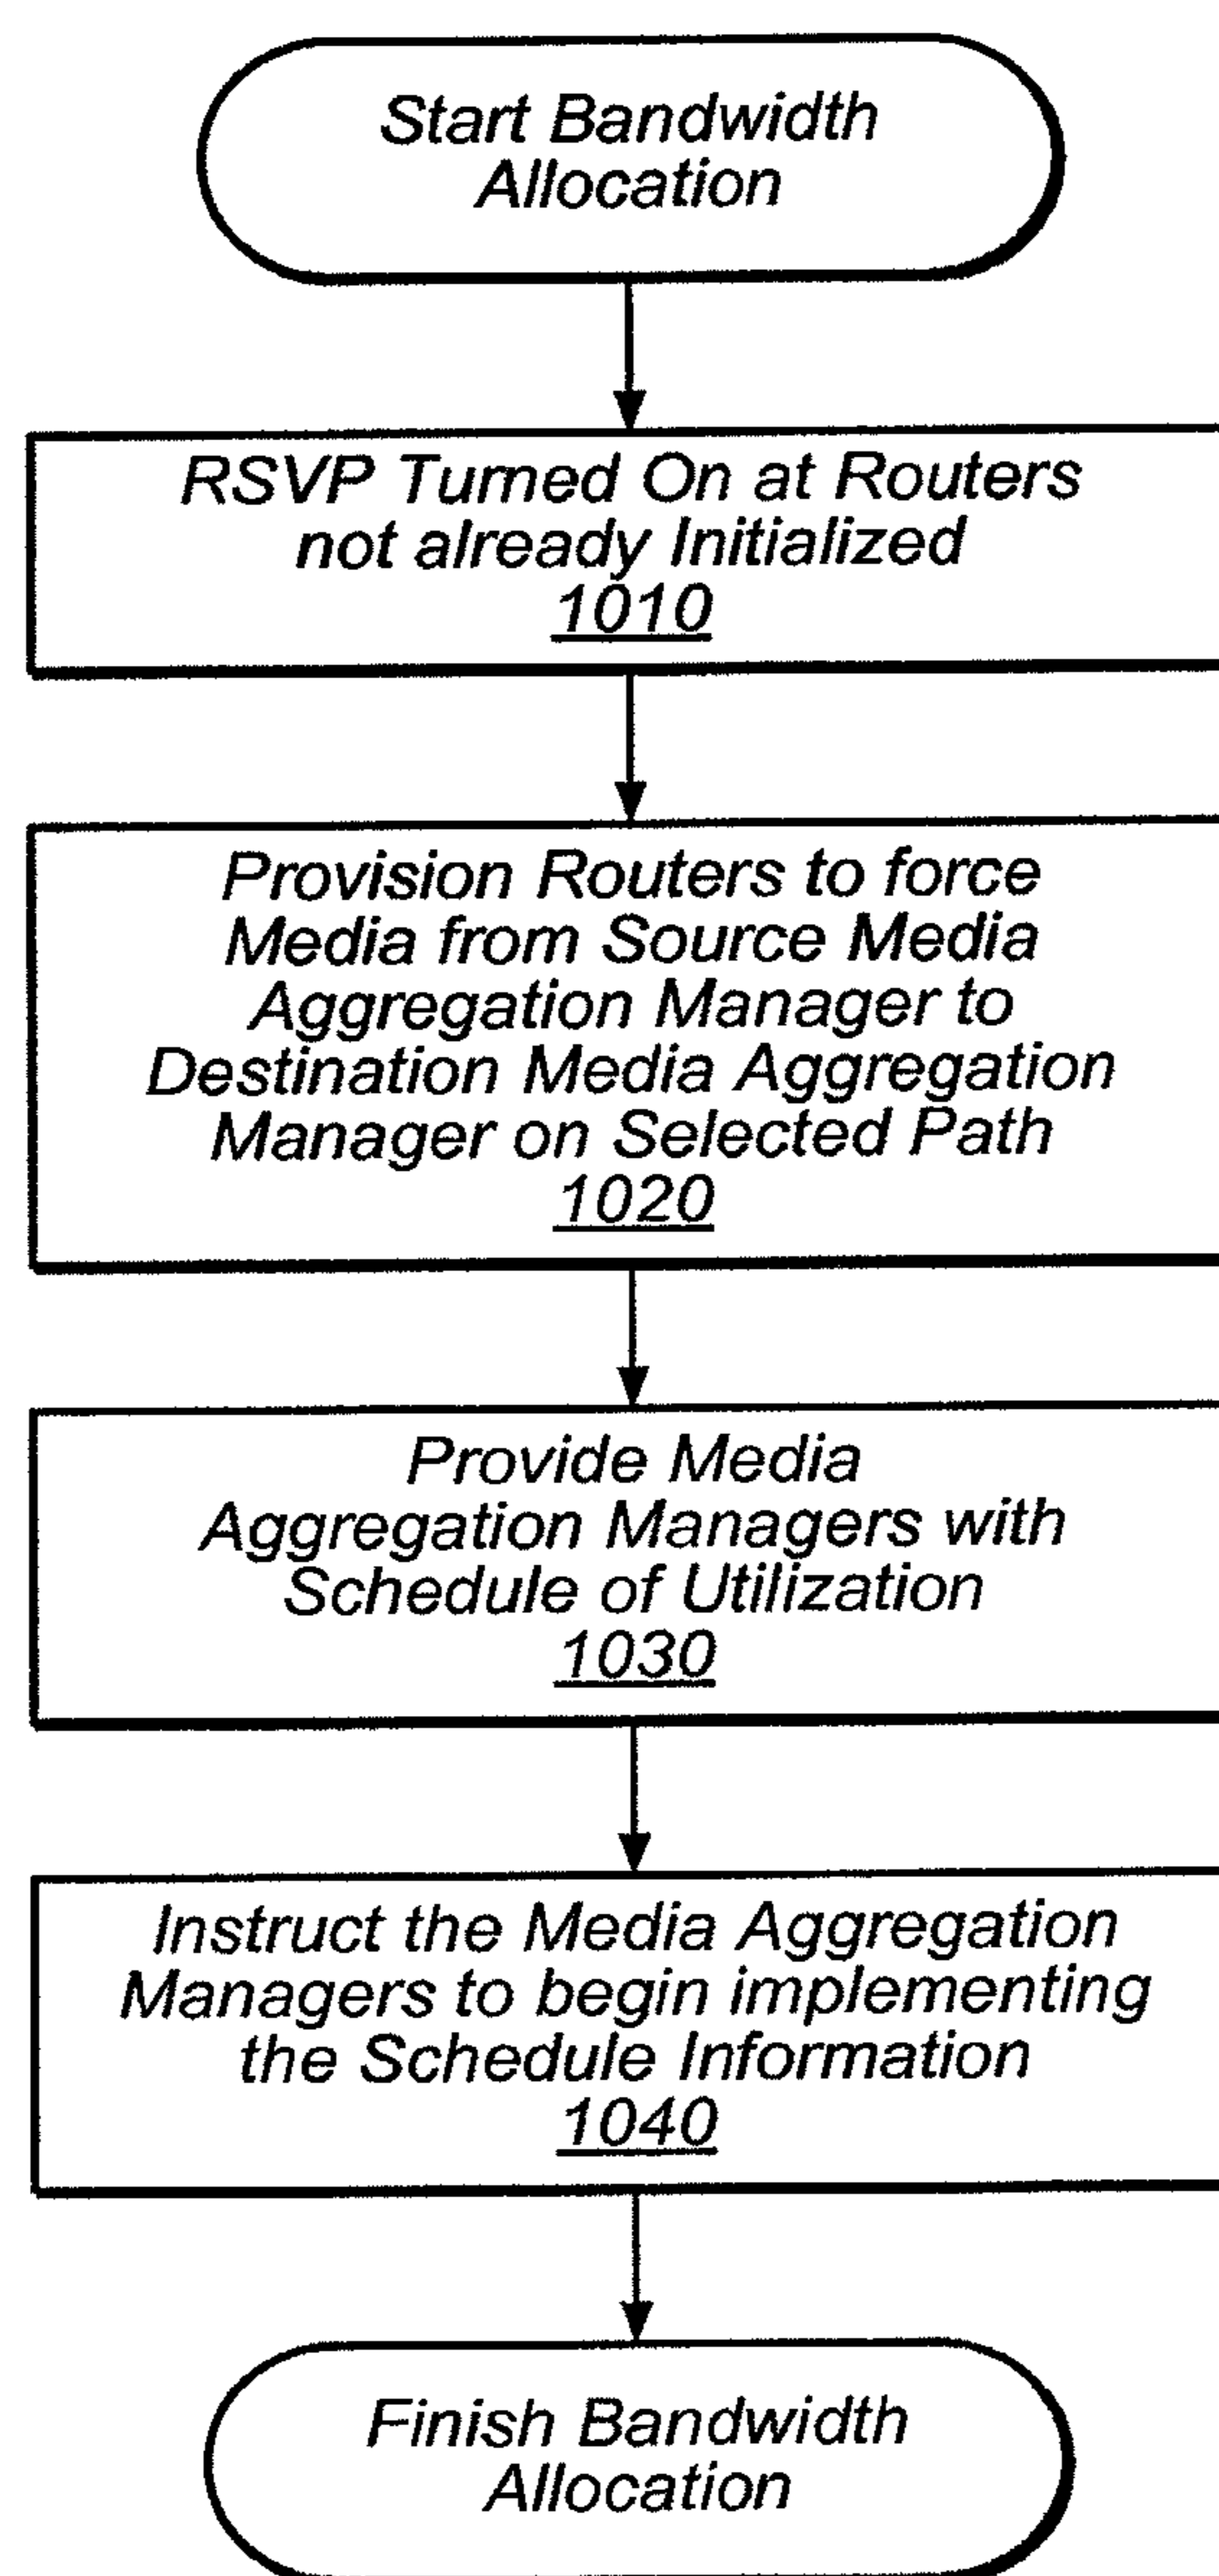 Start Bandwidth
Allocation
RSVP Turned On at Routers
not already Initialized
1010
Provision Routers to force
Media from Source Media
Aggregation Manager to
Destination Media Aggregation
Manager on Selected Path
1020
Provide Media
Aggregation Managers with
Schedule of Utilization
1030
Instruct the Media Aggregation
Managers to begin implementing
the Schedule Information
1040
Finish Bandwidth
Allocation